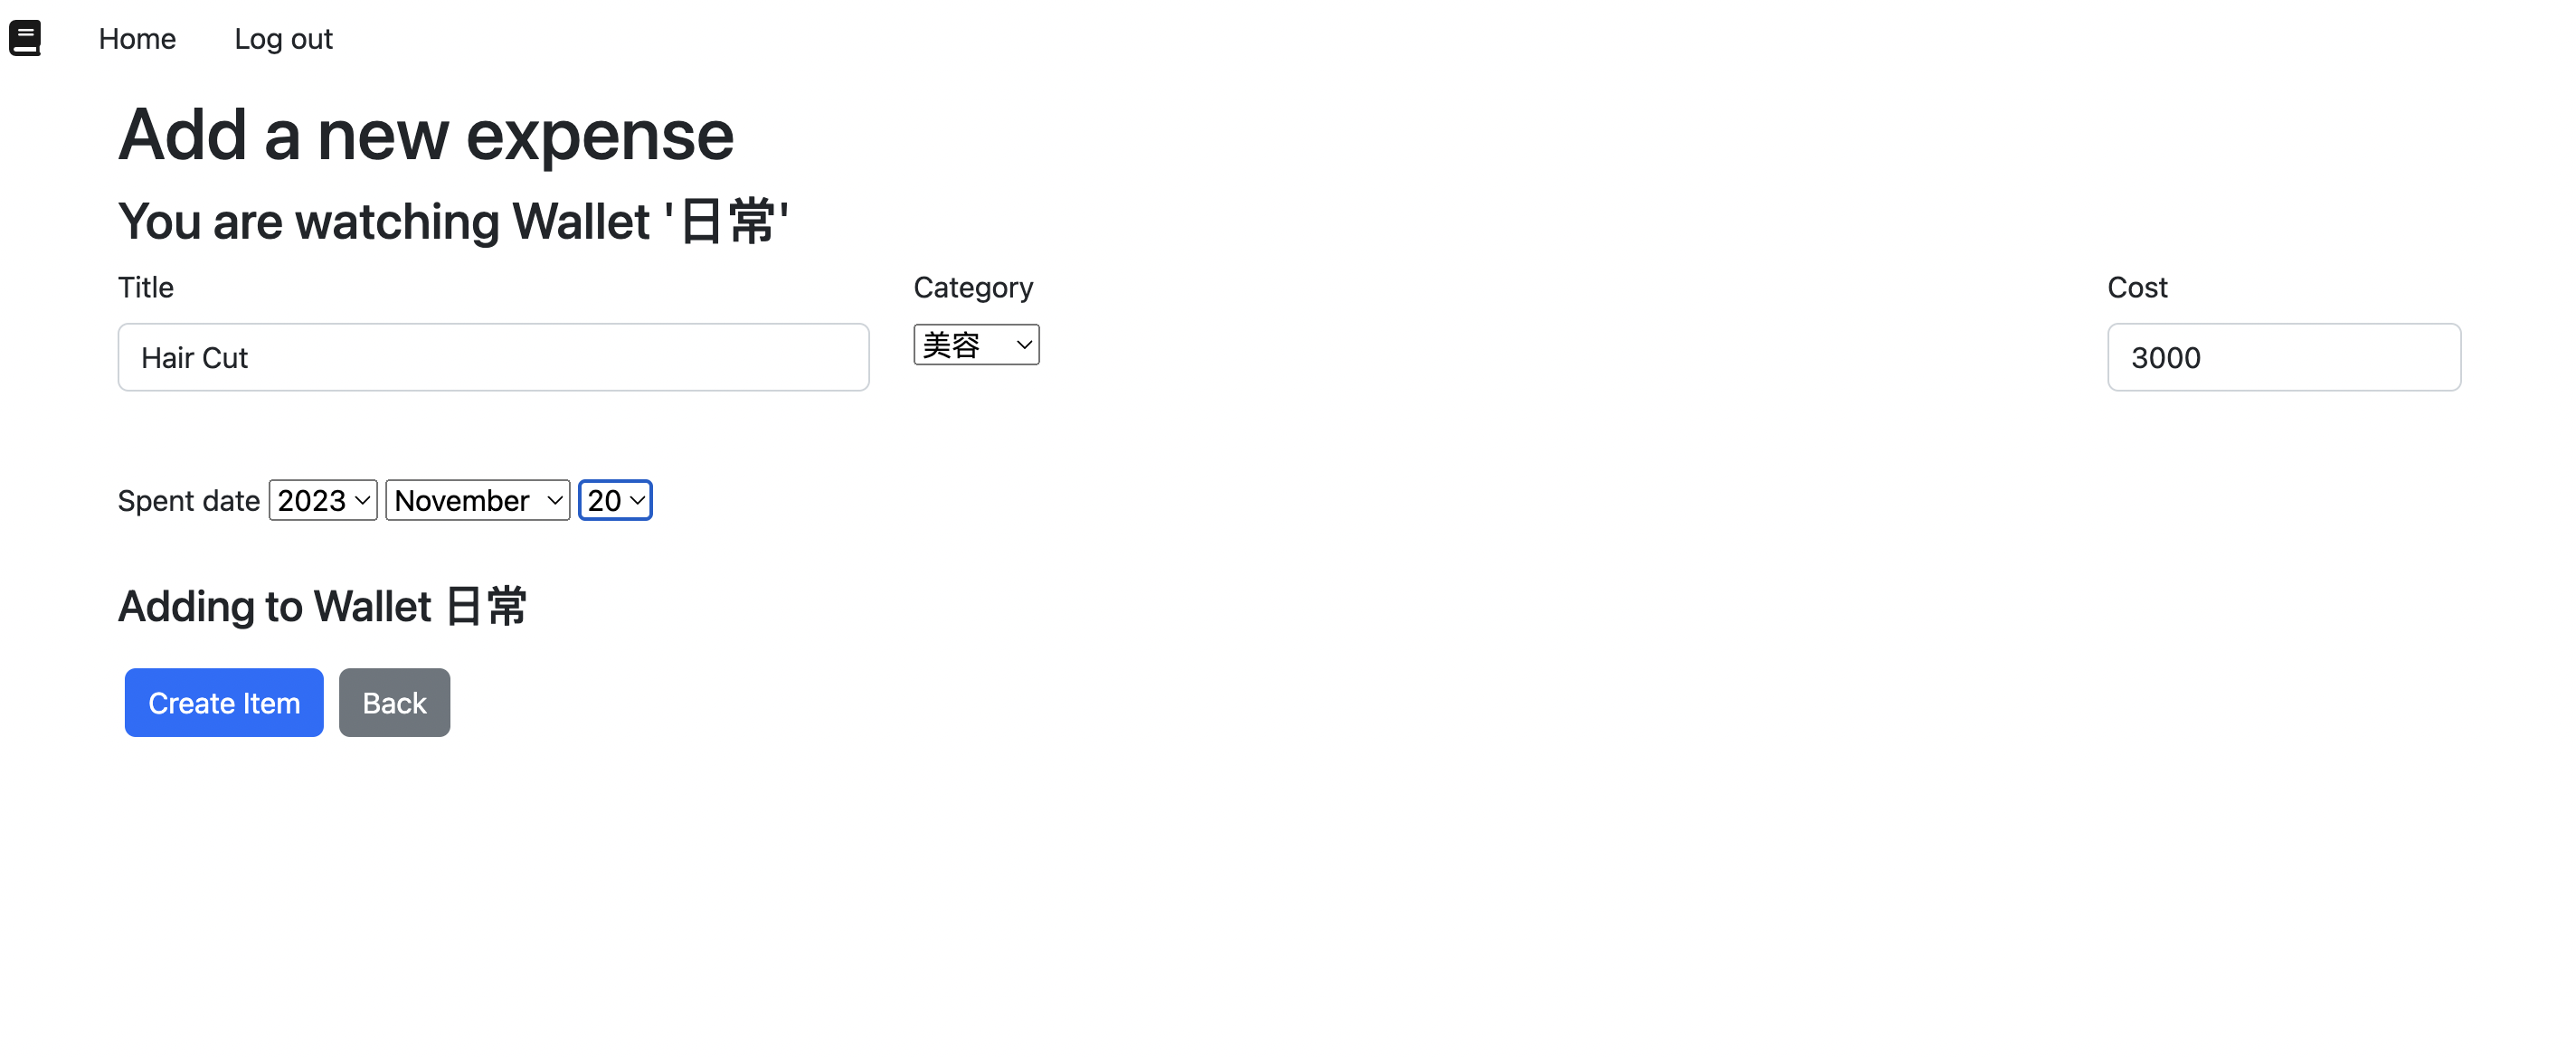 Home Log out
Add a new expense
You are watching Wallet '日常'
Title Category Cost
Hair Cut 美容 3000
Spent date 2023 November 20
Adding to Wallet 日常
Create Item Back